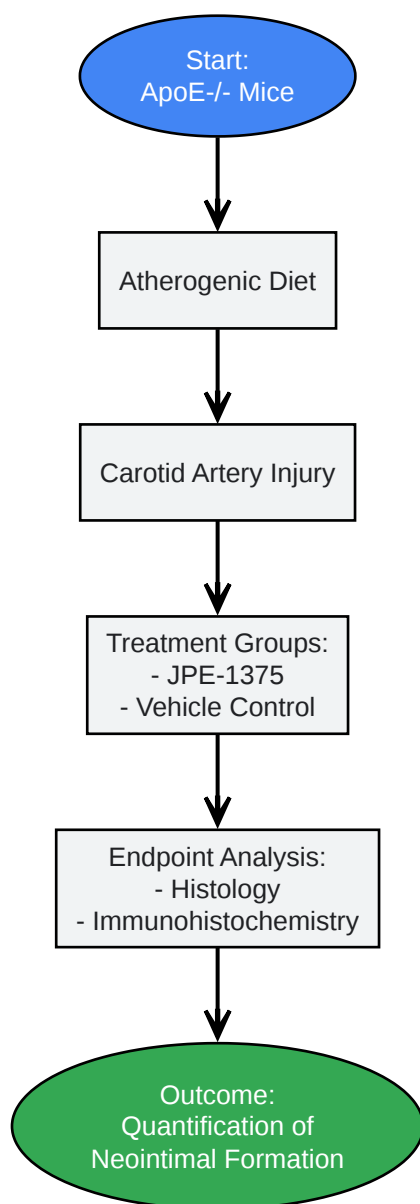 Start:
ApoE-/- Mice
Atherogenic Diet
Carotid Artery Injury
Treatment Groups:
- JPE-1375
- Vehicle Control
Endpoint Analysis:
- Histology
- Immunohistochemistry
Outcome:
Quantification of
Neointimal Formation